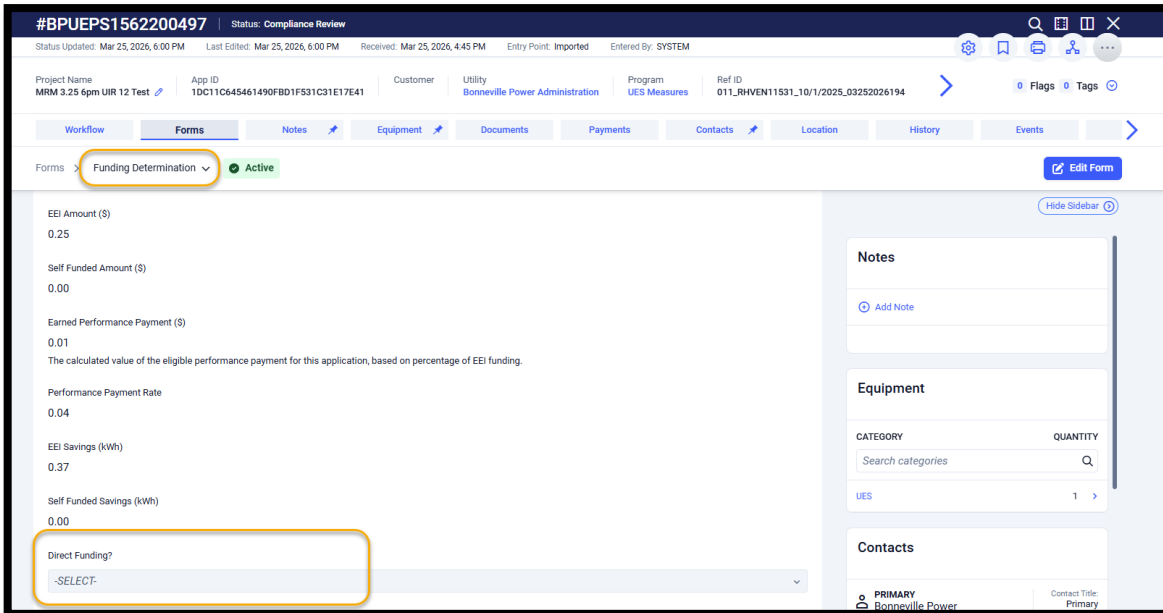 #BPUEPS1562200497 Status: Compliance Review
Status Updated: Mar 25, 2026, 6:00 PM Last Edited: Mar 25, 2026, 6:00 PM Received: Mar 25, 2026, 4:45 PM Entry Point: Imported Entered By: SYSTEM
Project Name App ID Customer Utility Program Ref ID
MRM 3.25 6pm UIR 12 Test 1DC11C645461490FBD1F531C31E17E41 Bonneville Power Administration UES Measures 011_RHVEN11531_10/1/2025_03252026194
0 Flags 0 Tags
Workflow Forms Notes Equipment Documents Payments Contacts Location History Events
Forms > Funding Determination Active Edit Form
Hide Sidebar
EEI Amount ($)
0.25
Self Funded Amount ($)
0.00
Earned Performance Payment ($)
0.01
The calculated value of the eligible performance payment for this application, based on percentage of EEI funding.
Performance Payment Rate
0.04
EEI Savings (kWh)
0.37
Self Funded Savings (kWh)
0.00
Direct Funding?
-SELECT-
Notes
Add Note
Equipment
CATEGORY QUANTITY
Search categories
UES 1
Contacts
PRIMARY Contact Title:
Bonneville Power Primary